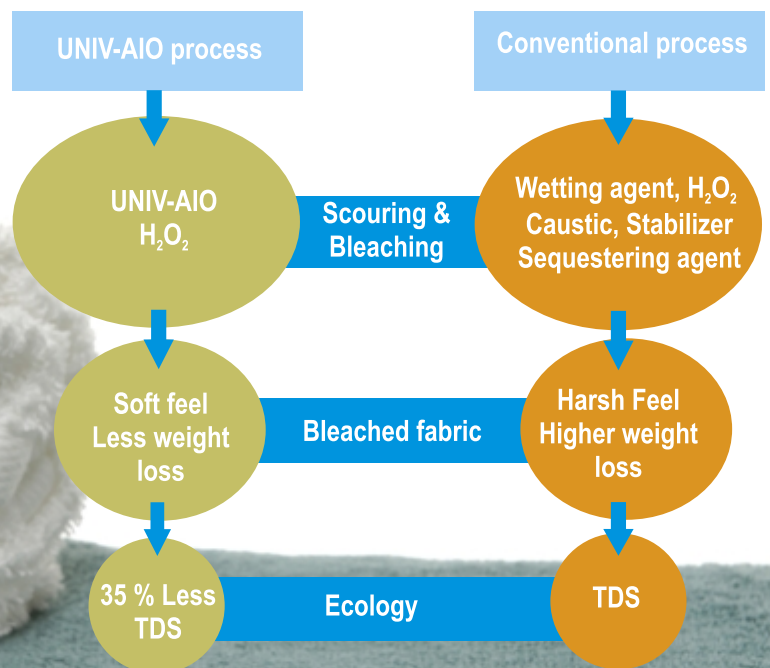 UNIV-AIO process
Conventional process
UNIV-AIO
H₂O₂
Scouring &
Bleaching
Wetting agent, H₂O₂
Caustic, Stabilizer
Sequestering agent
Soft feel
Less weight
loss
Bleached fabric
Harsh Feel
Higher weight
loss
35 % Less
TDS
Ecology
TDS